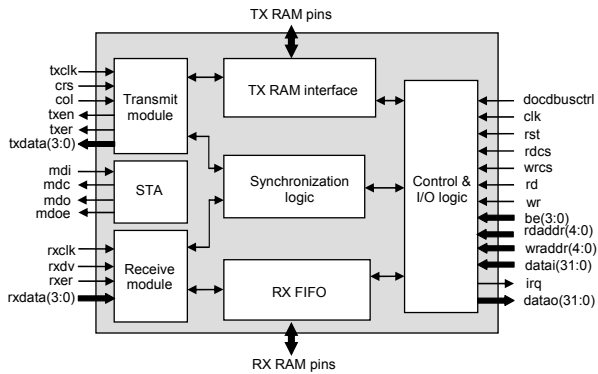 TX RAM pins
txclk
crs
col
txen
txer
txdata(3:0)
Transmit
module
TX RAM interface
mdi
mdc
mdo
mdoe
STA
Synchronization
logic
Control &
I/O logic
rxclk
rxdv
rxer
rxdata(3:0)
Receive
module
RX FIFO
docdbusctrl
clk
rst
rdcs
wrcs
rd
wr
be(3:0)
rdaddr(4:0)
wraddr(4:0)
datai(31:0)
irq
datao(31:0)
RX RAM pins